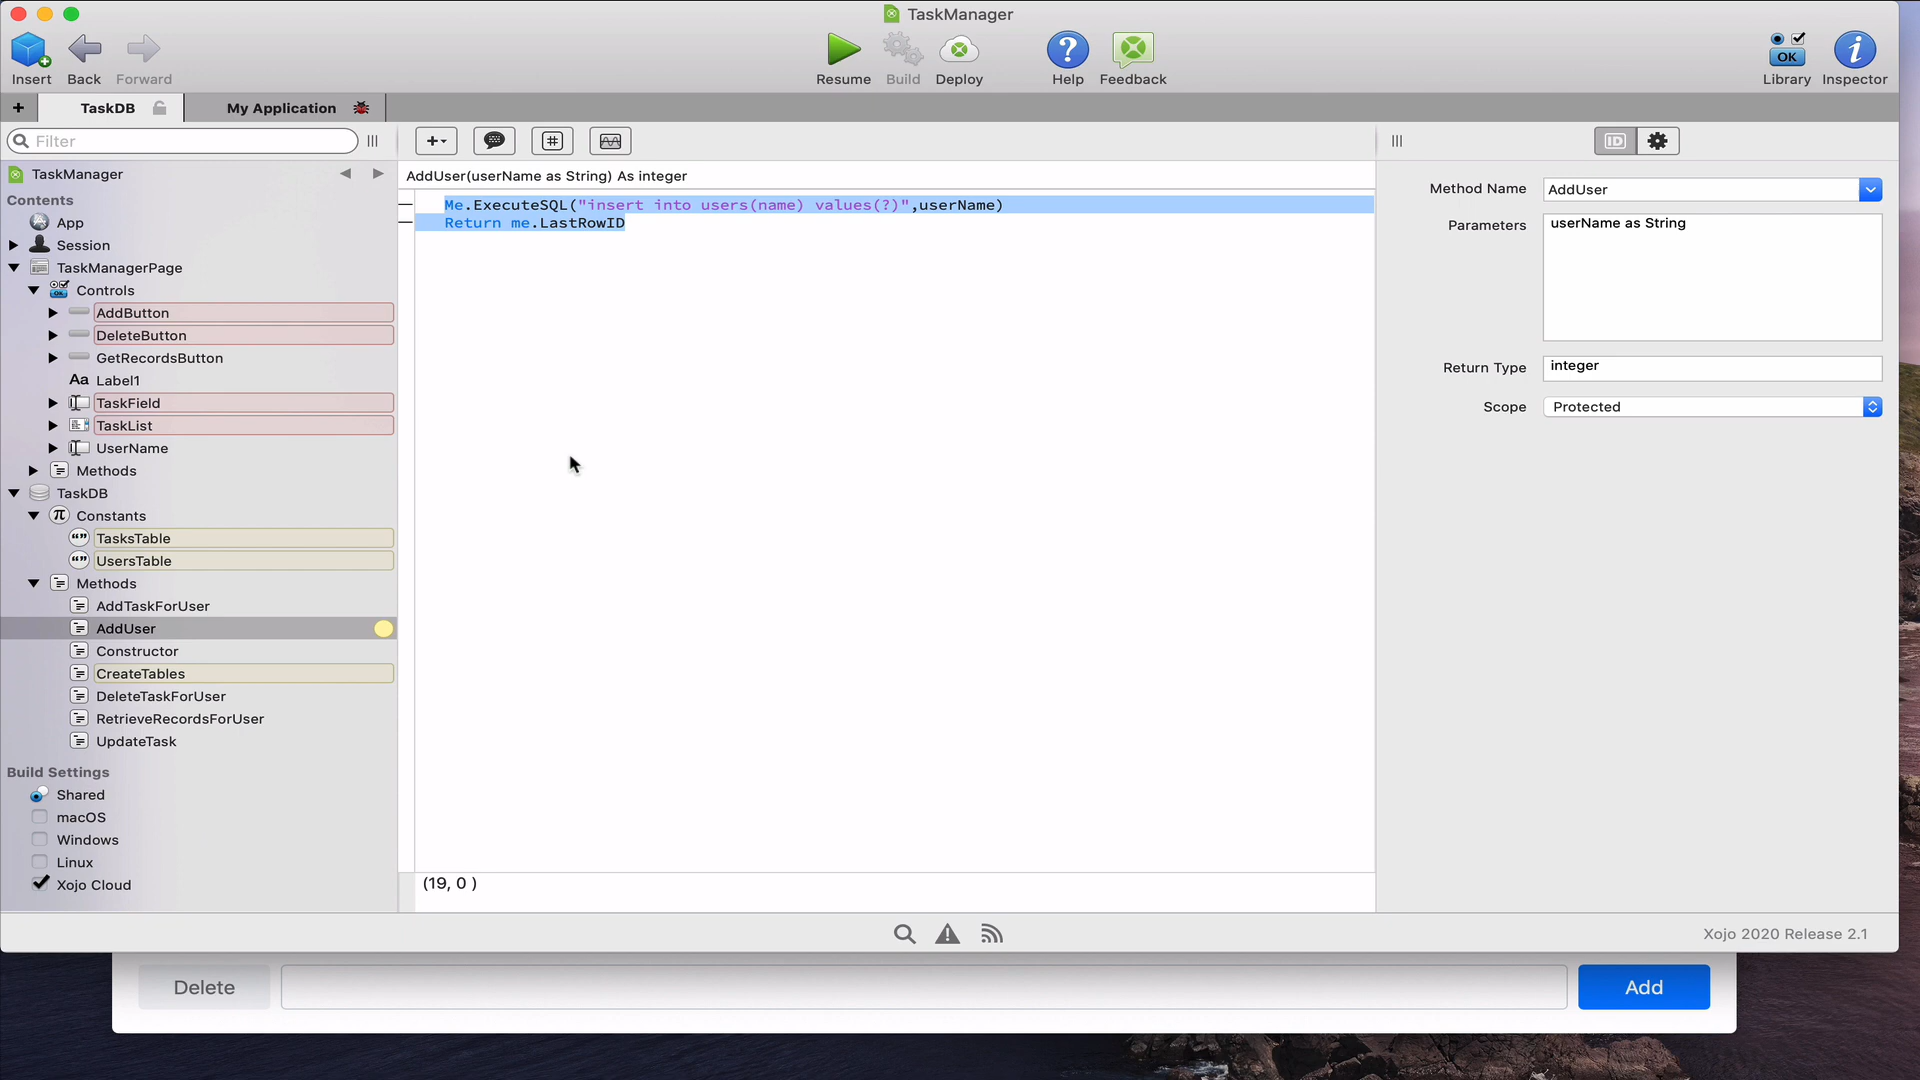 TaskManager
Insert Back Forward Resume Build Deploy Help Feedback OK Library Inspector
+ TaskDB My Application
Filter
ID
TaskManager
AddUser(userName as String) As integer
Contents
App
Session
TaskManagerPage
Controls
AddButton
DeleteButton
GetRecordsButton
Aa Label1
TaskField
TaskList
UserName
Methods
TaskDB
Constants
TasksTable
UsersTable
Methods
AddTaskForUser
AddUser
Constructor
CreateTables
DeleteTaskForUser
RetrieveRecordsForUser
UpdateTask
Build Settings
Shared
macOS
Windows
Linux
Xojo Cloud
Me.ExecuteSQL("insert into users(name) values(?)",userName)
Return me.LastRowID
(19, 0 )
Method Name AddUser
Parameters userName as String
Return Type integer
Scope Protected
Xojo 2020 Release 2.1
Delete Add